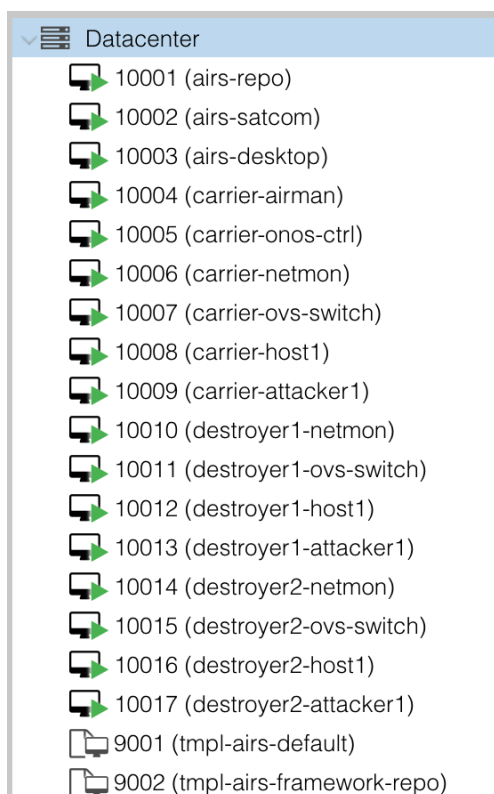 Datacenter
10001 (airs-repo)
10002 (airs-satcom)
10003 (airs-desktop)
10004 (carrier-airman)
10005 (carrier-onos-ctrl)
10006 (carrier-netmon)
10007 (carrier-ovs-switch)
10008 (carrier-host1)
10009 (carrier-attacker1)
10010 (destroyer1-netmon)
10011 (destroyer1-ovs-switch)
10012 (destroyer1-host1)
10013 (destroyer1-attacker1)
10014 (destroyer2-netmon)
10015 (destroyer2-ovs-switch)
10016 (destroyer2-host1)
10017 (destroyer2-attacker1)
9001 (tmpl-airs-default)
9002 (tmpl-airs-framework-repo)